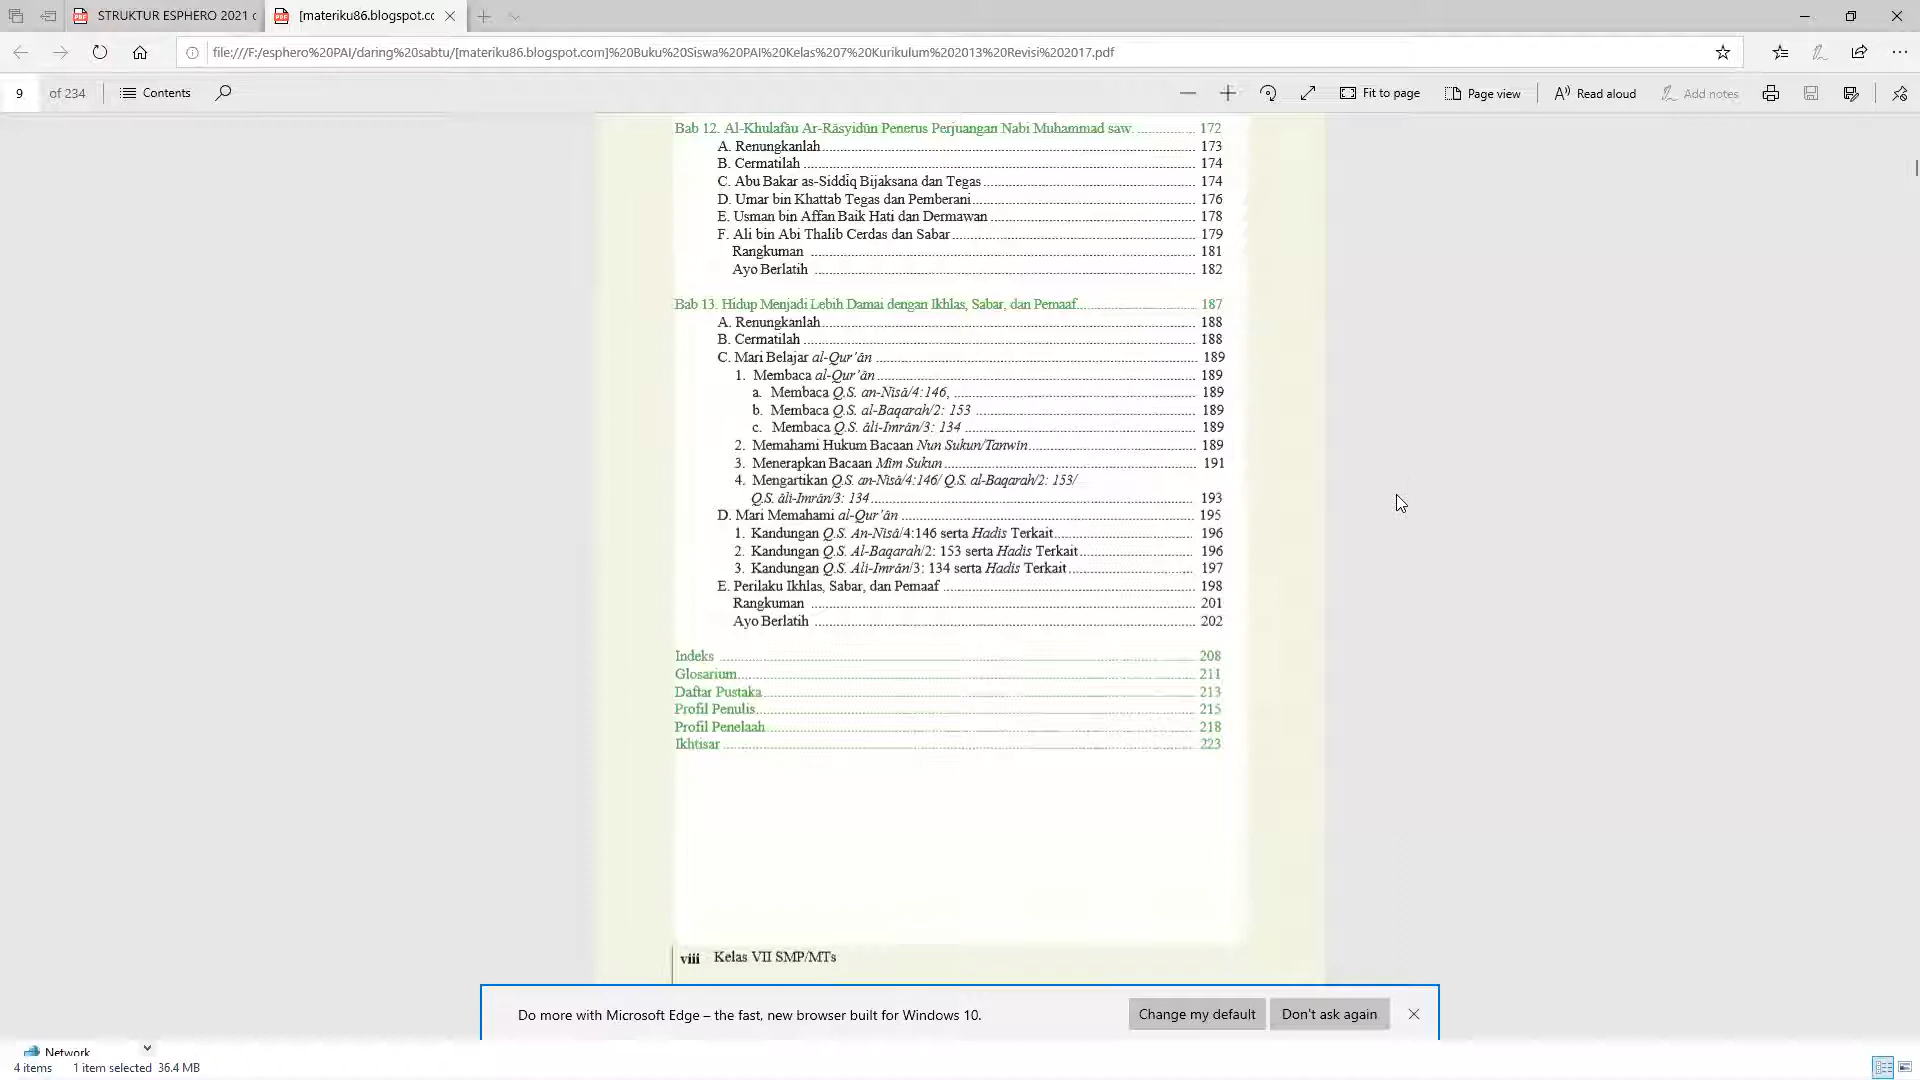 STRUKTUR ESPHERO 2021 c
[materiku86.blogspot.cc
file:///F:/esphero%20PAI/daring%20sabtu/[materiku86.blogspot.com]%20Buku%20Siswa%20PAI%20Kelas%207%20Kurikulum%202013%20Revisi%202017.pdf
9 of 234 Contents Fit to page Page view Read aloud Add notes
Bab 12. Al-Khulafāu Ar-Rāsyidūn Penerus Perjuangan Nabi Muhammad saw. .............. 172
A. Renungkanlah.............. 173
B. Cermatilah .............. 174
C. Abu Bakar as-Siddīq Bijaksana dan Tegas .............. 174
D. Umar bin Khattab Tegas dan Pemberani.............. 176
E. Usman bin Affan Baik Hati dan Dermawan .............. 178
F. Ali bin Abi Thalib Cerdas dan Sabar .............. 179
Rangkuman .............. 181
Ayo Berlatih .............. 182
Bab 13. Hidup Menjadi Lebih Damai dengan Ikhlas, Sabar, dan Pemaaf.............. 187
A. Renungkanlah.............. 188
B. Cermatilah .............. 188
C. Mari Belajar al-Qur’ān .............. 189
1. Membaca al-Qur’ān .............. 189
a. Membaca Q.S. an-Nisā/4:146, .............. 189
b. Membaca Q.S. al-Baqarah/2: 153 .............. 189
c. Membaca Q.S. āli-Imrān/3: 134 .............. 189
2. Memahami Hukum Bacaan Nun Sukun/Tanwin.............. 189
3. Menerapkan Bacaan Mim Sukun .............. 191
4. Mengartikan Q.S. an-Nisā/4:146/ Q.S. al-Baqarah/2: 153/
Q.S. āli-Imrān/3: 134.............. 193
D. Mari Memahami al-Qur’ān .............. 195
1. Kandungan Q.S. An-Nisā/4:146 serta Hadis Terkait.............. 196
2. Kandungan Q.S. Al-Baqarah/2: 153 serta Hadis Terkait.............. 196
3. Kandungan Q.S. Ali-Imrān/3: 134 serta Hadis Terkait.............. 197
E. Perilaku Ikhlas, Sabar, dan Pemaaf .............. 198
Rangkuman .............. 201
Ayo Berlatih .............. 202
Indeks .............. 208
Glosarium.............. 211
Daftar Pustaka.............. 213
Profil Penulis.............. 215
Profil Penelaah.............. 218
Ikhtisar .............. 223
viii Kelas VII SMP/MTs
Do more with Microsoft Edge – the fast, new browser built for Windows 10. Change my default Don't ask again
Network
4 items 1 item selected 36.4 MB